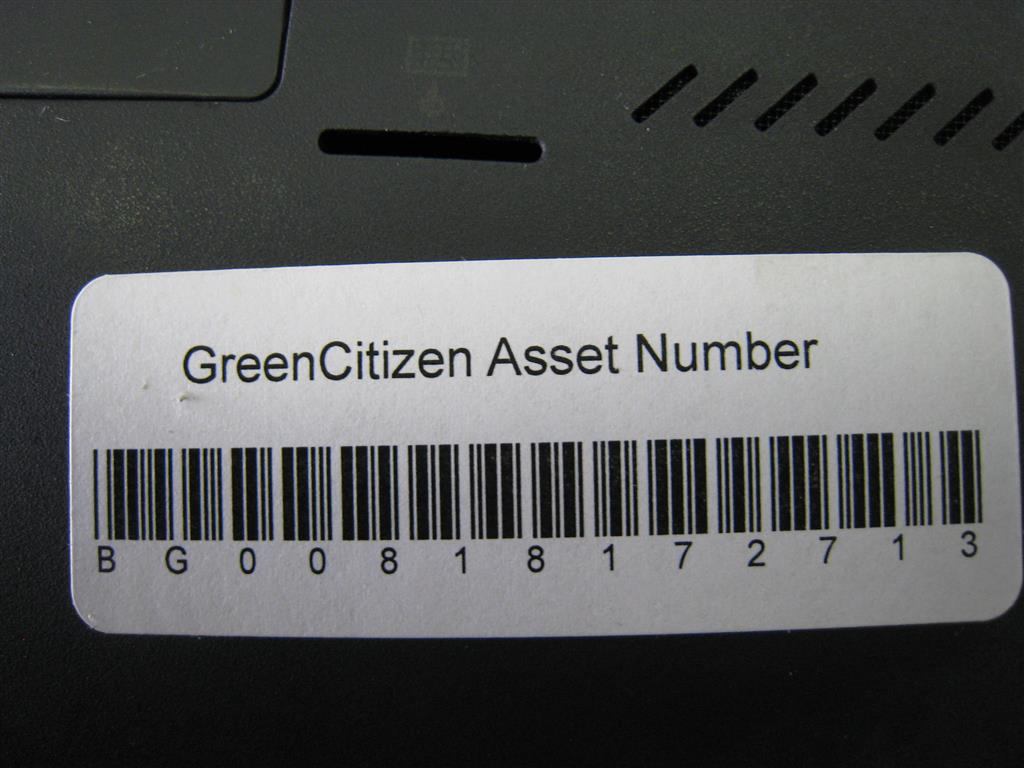 GreenCitizen Asset Number
B G 0 0 8 1 8 1 7 2 7 1 3